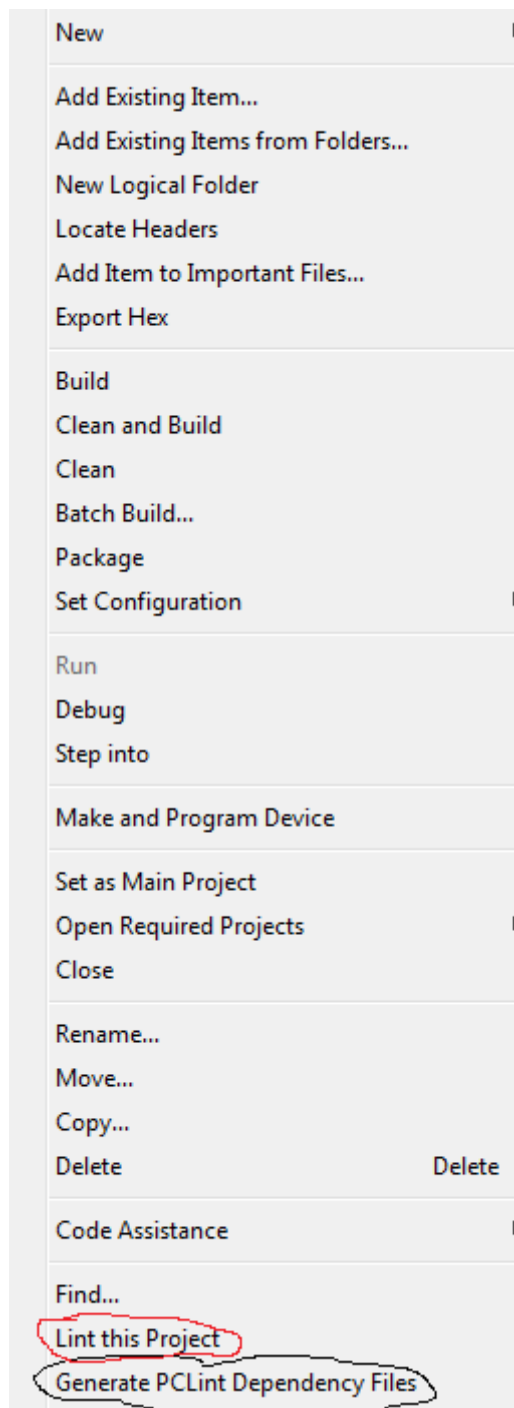 New
Add Existing Item...
Add Existing Items from Folders...
New Logical Folder
Locate Headers
Add Item to Important Files...
Export Hex
Build
Clean and Build
Clean
Batch Build...
Package
Set Configuration
Run
Debug
Step into
Make and Program Device
Set as Main Project
Open Required Projects
Close
Rename...
Move...
Copy...
Delete Delete
Code Assistance
Find...
Lint this Project
Generate PCLint Dependency Files